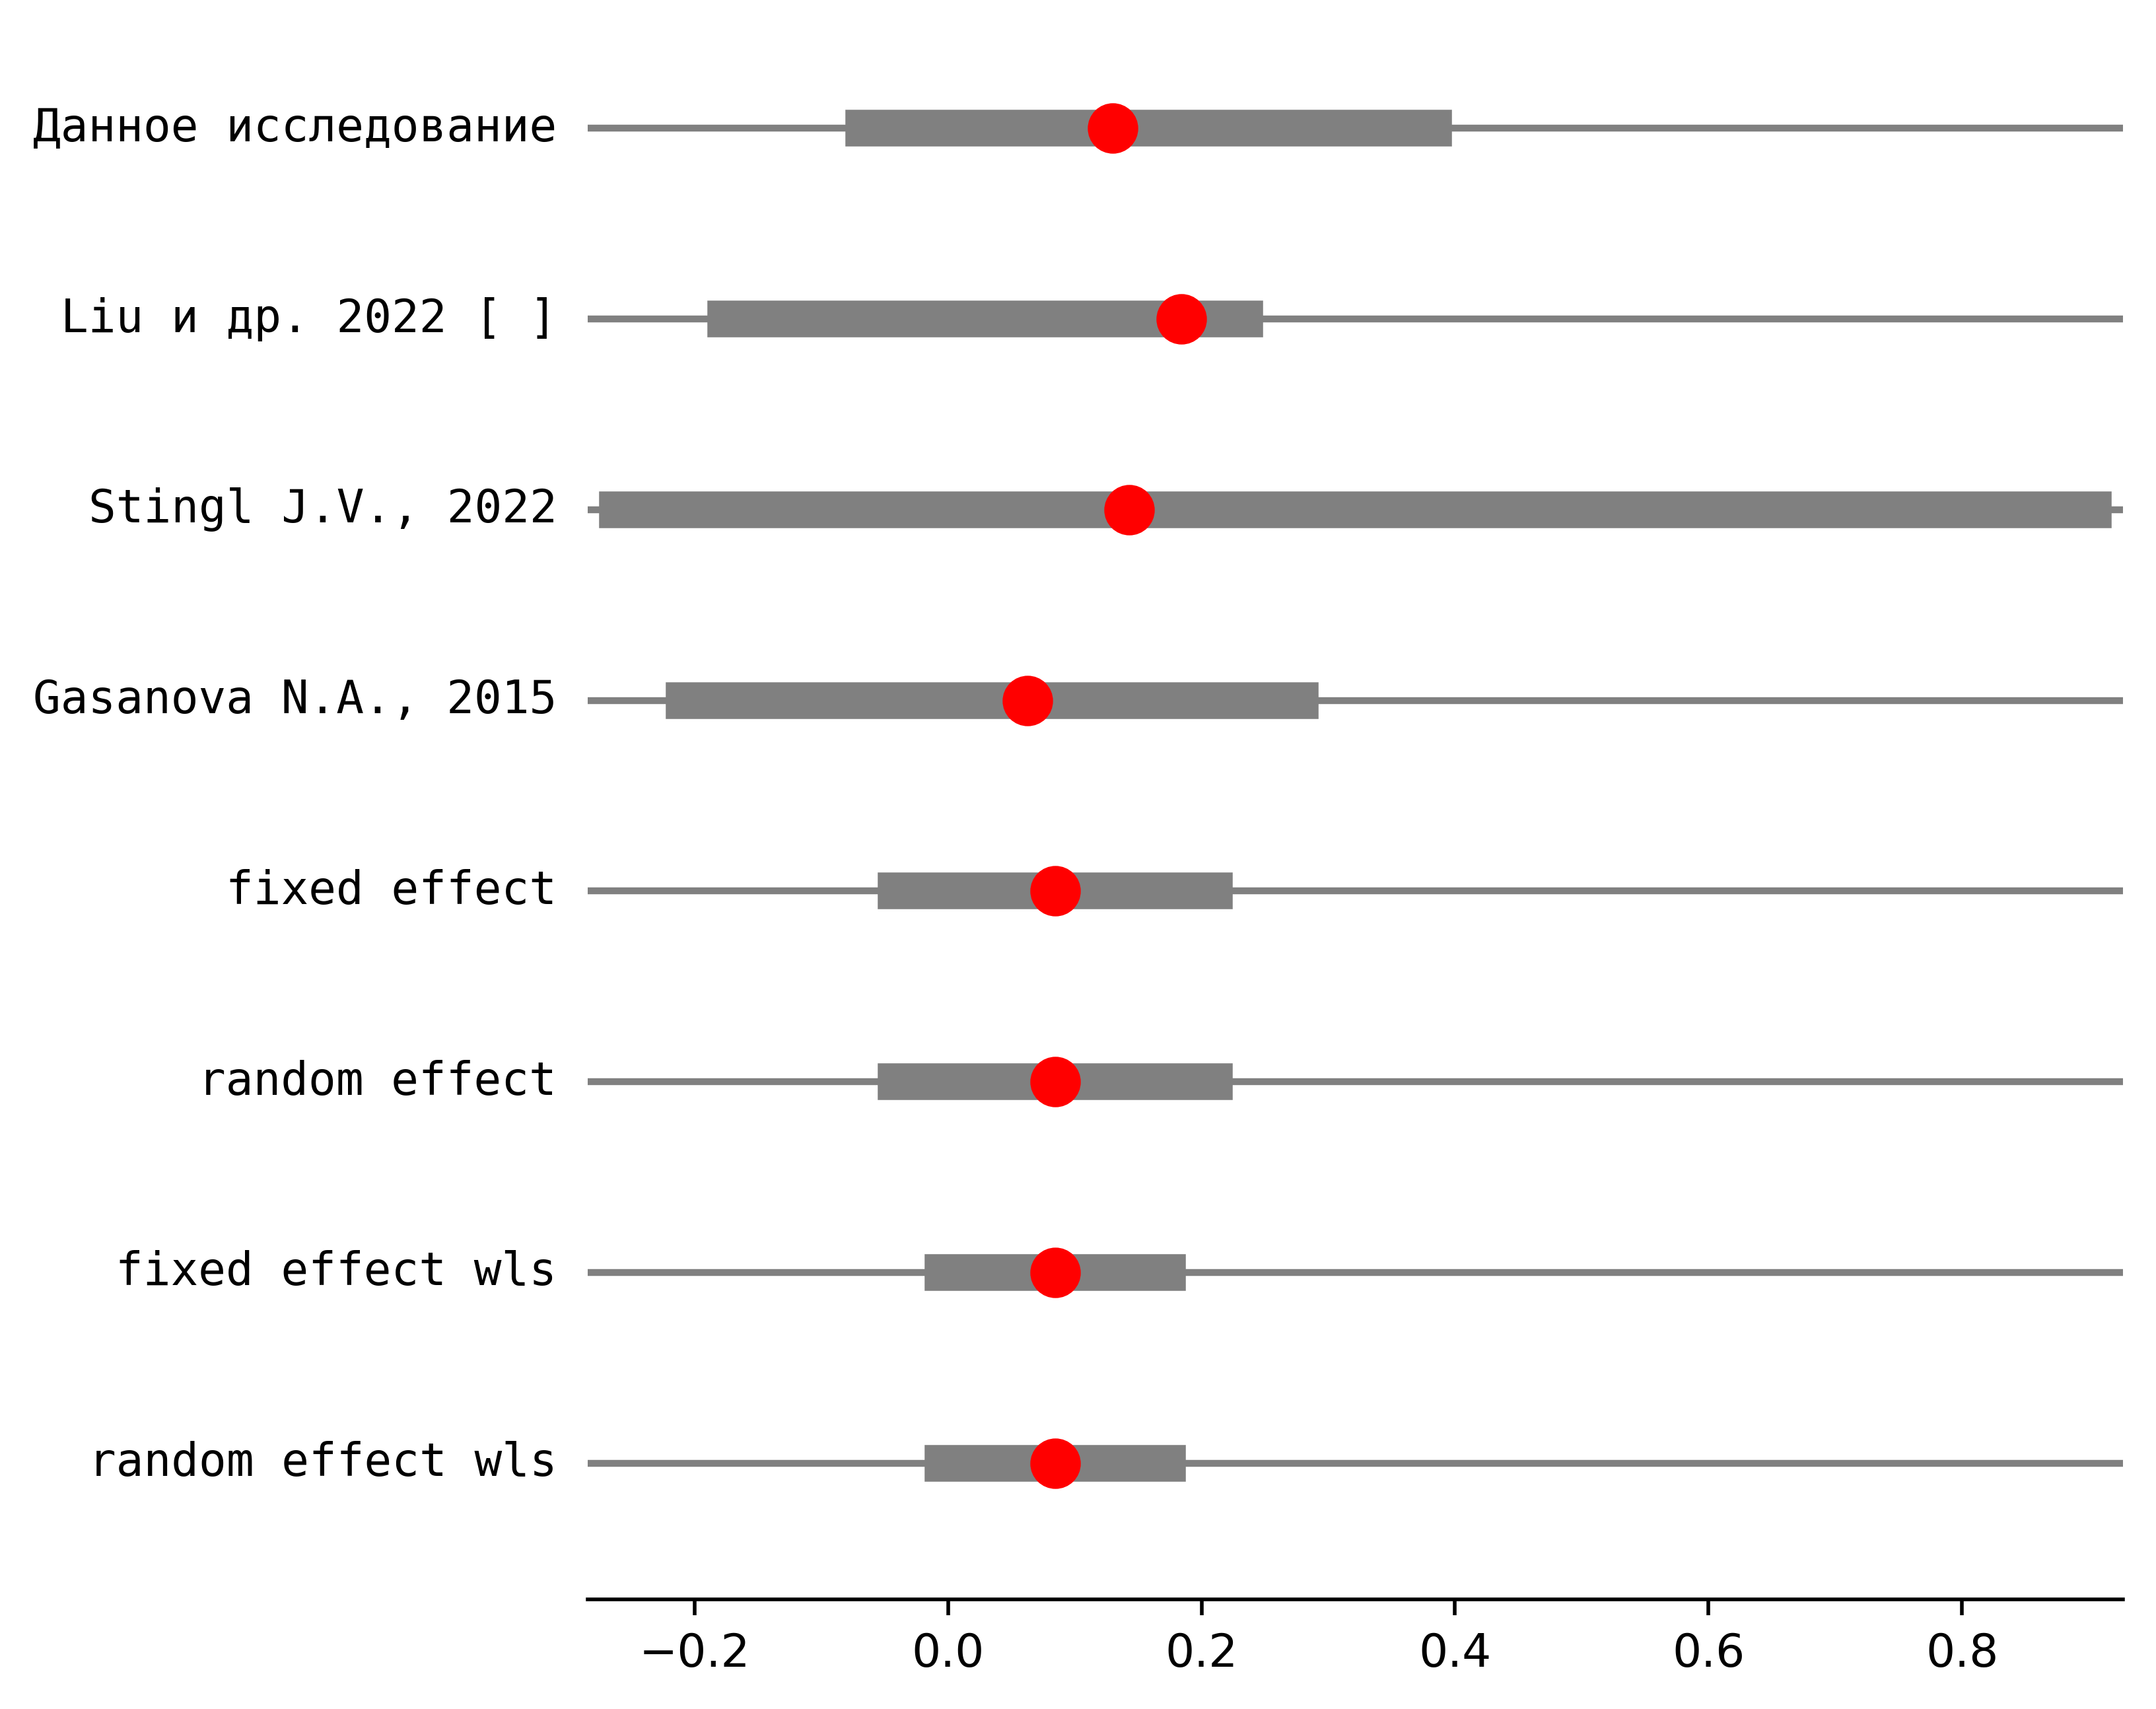 Данное исследование
Liu и др. 2022 [ ]
Stingl J.V., 2022
Gasanova N.A., 2015
fixed effect
random effect
fixed effect wls
random effect wls
−0.2 0.0 0.2 0.4 0.6 0.8